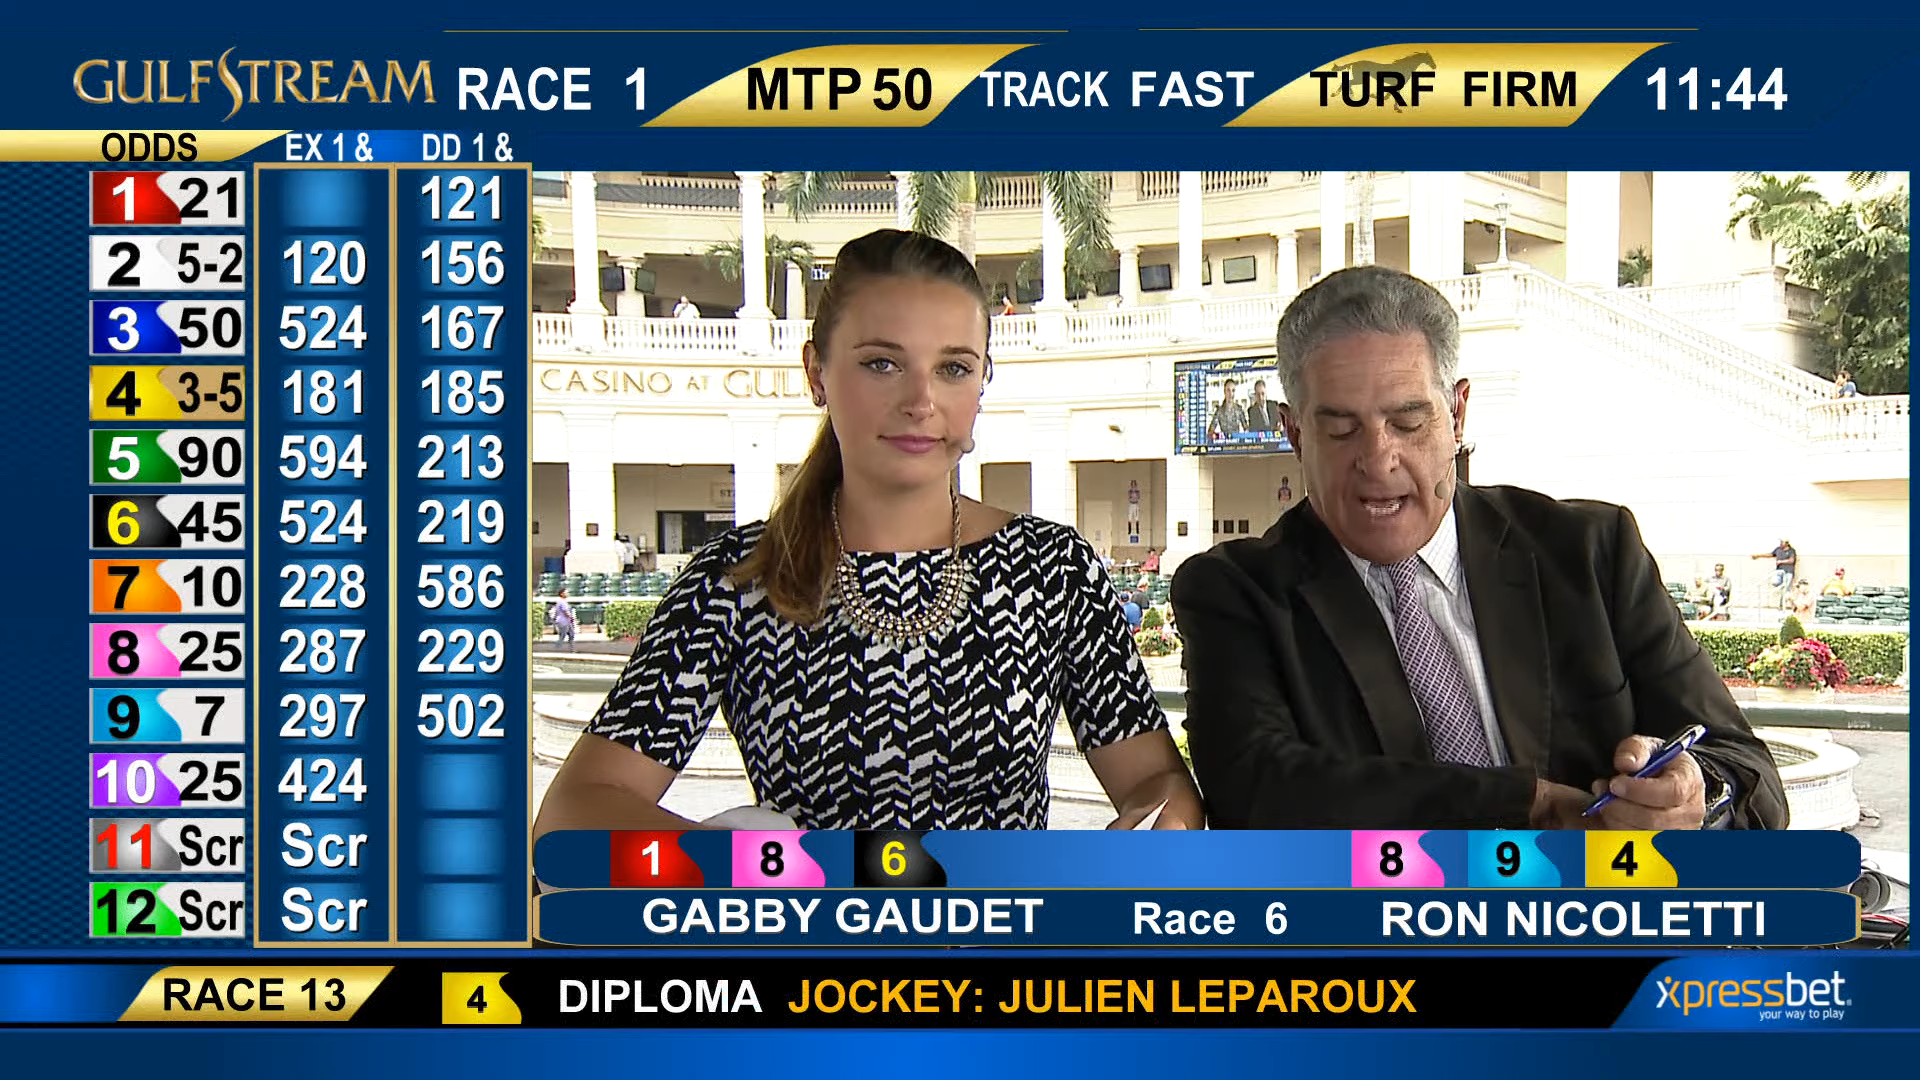 GULFSTREAM RACE 1 MTP 50 TRACK FAST TURF FIRM 11:44
ODDS EX 1 & DD 1 &
1 21 121
2 5-2 120 156
3 50 524 167
4 3-5 181 185
5 90 594 213
6 45 524 219
7 10 228 586
8 25 287 229
9 7 297 502
10 25 424
11 Scr Scr
12 Scr Scr
CASINO AT GUL
1 8 6 8 9 4
GABBY GAUDET Race 6 RON NICOLETTI
RACE 13 4 DIPLOMA JOCKEY: JULIEN LEPAROUX
xpressbet.
your way to play